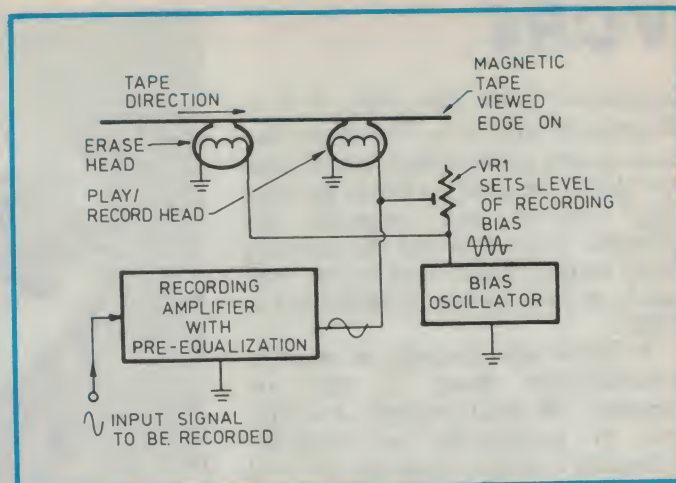 TAPE
DIRECTION
MAGNETIC
TAPE
VIEWED
EDGE ON
ERASE
HEAD
PLAY/
RECORD HEAD
VR1
SETS LEVEL
OF RECORDING
BIAS
RECORDING
AMPLIFIER
WITH
PRE-EQUALIZATION
BIAS
OSCILLATOR
INPUT SIGNAL
TO BE RECORDED